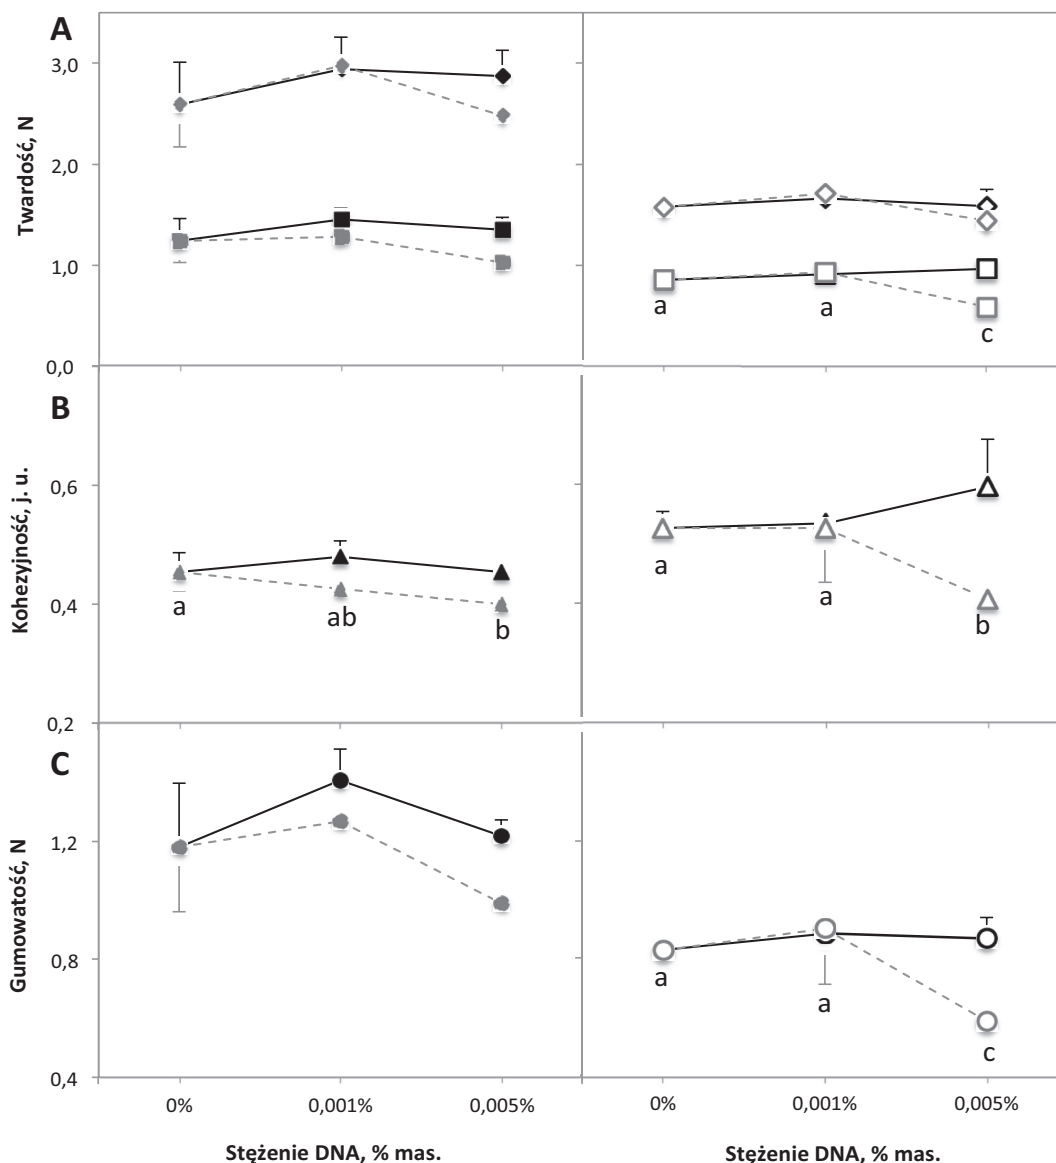 A
Twardość, N
3,0
2,0
1,0
0,0
a
a
c
B
Kohezyjność, j. u.
0,6
0,4
0,2
a
ab
b
a
a
b
C
Gumowatość, N
1,2
0,8
0,4
a
a
c
0%
0,001%
0,005%
0%
0,001%
0,005%
Stężenie DNA, % mas.
Stężenie DNA, % mas.